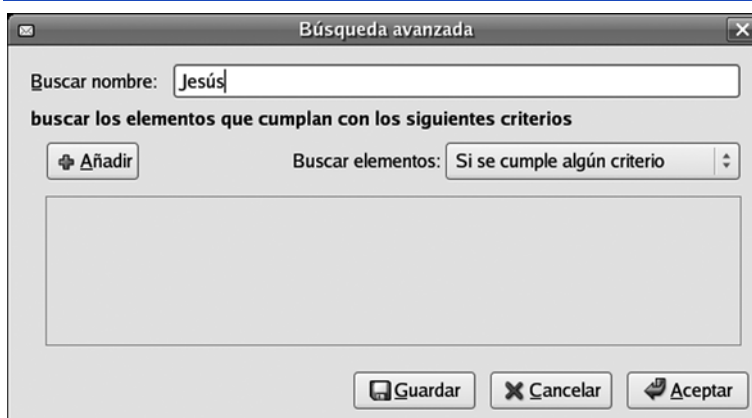 Búsqueda avanzada
Buscar nombre: Jesús
buscar los elementos que cumplan con los siguientes criterios
Añadir Buscar elementos: Si se cumple algún criterio
Guardar Cancelar Aceptar